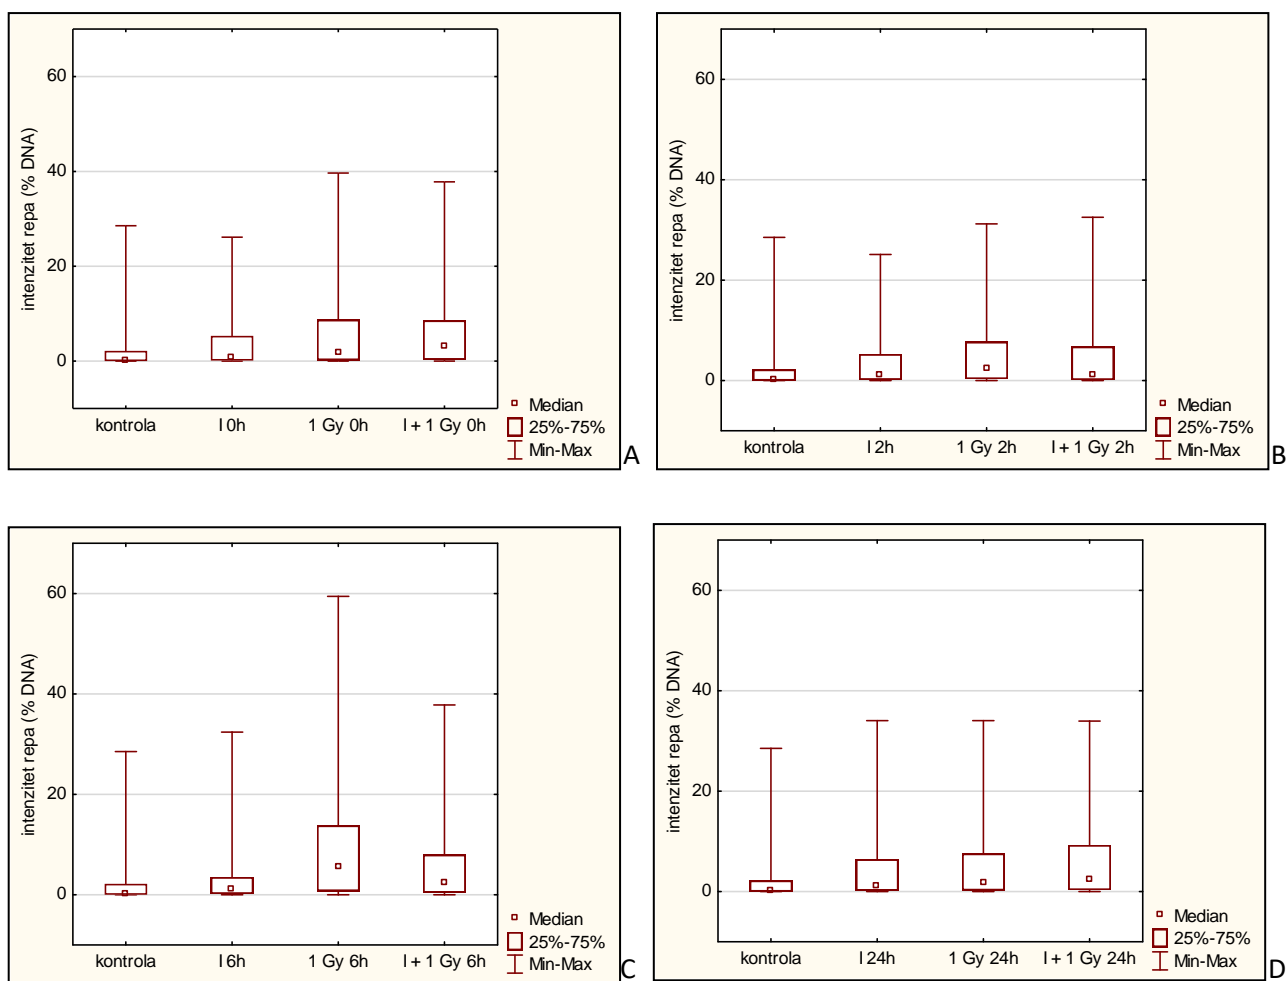 intenzitet repa (% DNA)
60
40
20
0
kontrola
I 0h
1 Gy 0h
I + 1 Gy 0h
Median
25%-75%
Min-Max
A
intenzitet repa (% DNA)
60
40
20
0
kontrola
I 2h
1 Gy 2h
I + 1 Gy 2h
Median
25%-75%
Min-Max
B
intenzitet repa (% DNA)
60
40
20
0
kontrola
I 6h
1 Gy 6h
I + 1 Gy 6h
Median
25%-75%
Min-Max
C
intenzitet repa (% DNA)
60
40
20
0
kontrola
I 24h
1 Gy 24h
I + 1 Gy 24h
Median
25%-75%
Min-Max
D